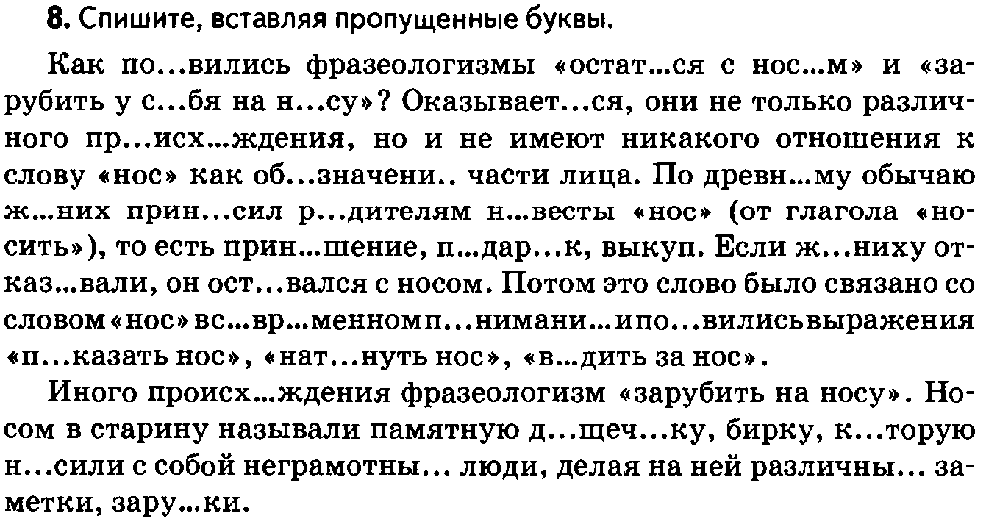 8. Спишите, вставляя пропущенные буквы.
Как по...вились фразеологизмы «остат...ся с нос...м» и «за-
рубить у с...бя на н...су»? Оказывает...ся, они не только различ-
ного пр...исх...ждения, но и не имеют никакого отношения к
слову «нос» как об...значени.. части лица. По древн...му обычаю
ж...них прин...сил р...дителям н...весты «нос» (от глагола «но-
сить»), то есть прин...шение, п...дар...к, выкуп. Если ж...ниху от-
каз...вали, он ост...вался с носом. Потом это слово было связано со
словом «нос» вс...вр...менном п...нимани...и по...вились выражения
«п...казать нос», «нат...нуть нос», «в...дить за нос».
Иного происх...ждения фразеологизм «зарубить на носу». Но-
сом в старину называли памятную д...щеч...ку, бирку, к...торую
н...сили с собой неграмотны... люди, делая на ней различны... за-
метки, зару...ки.